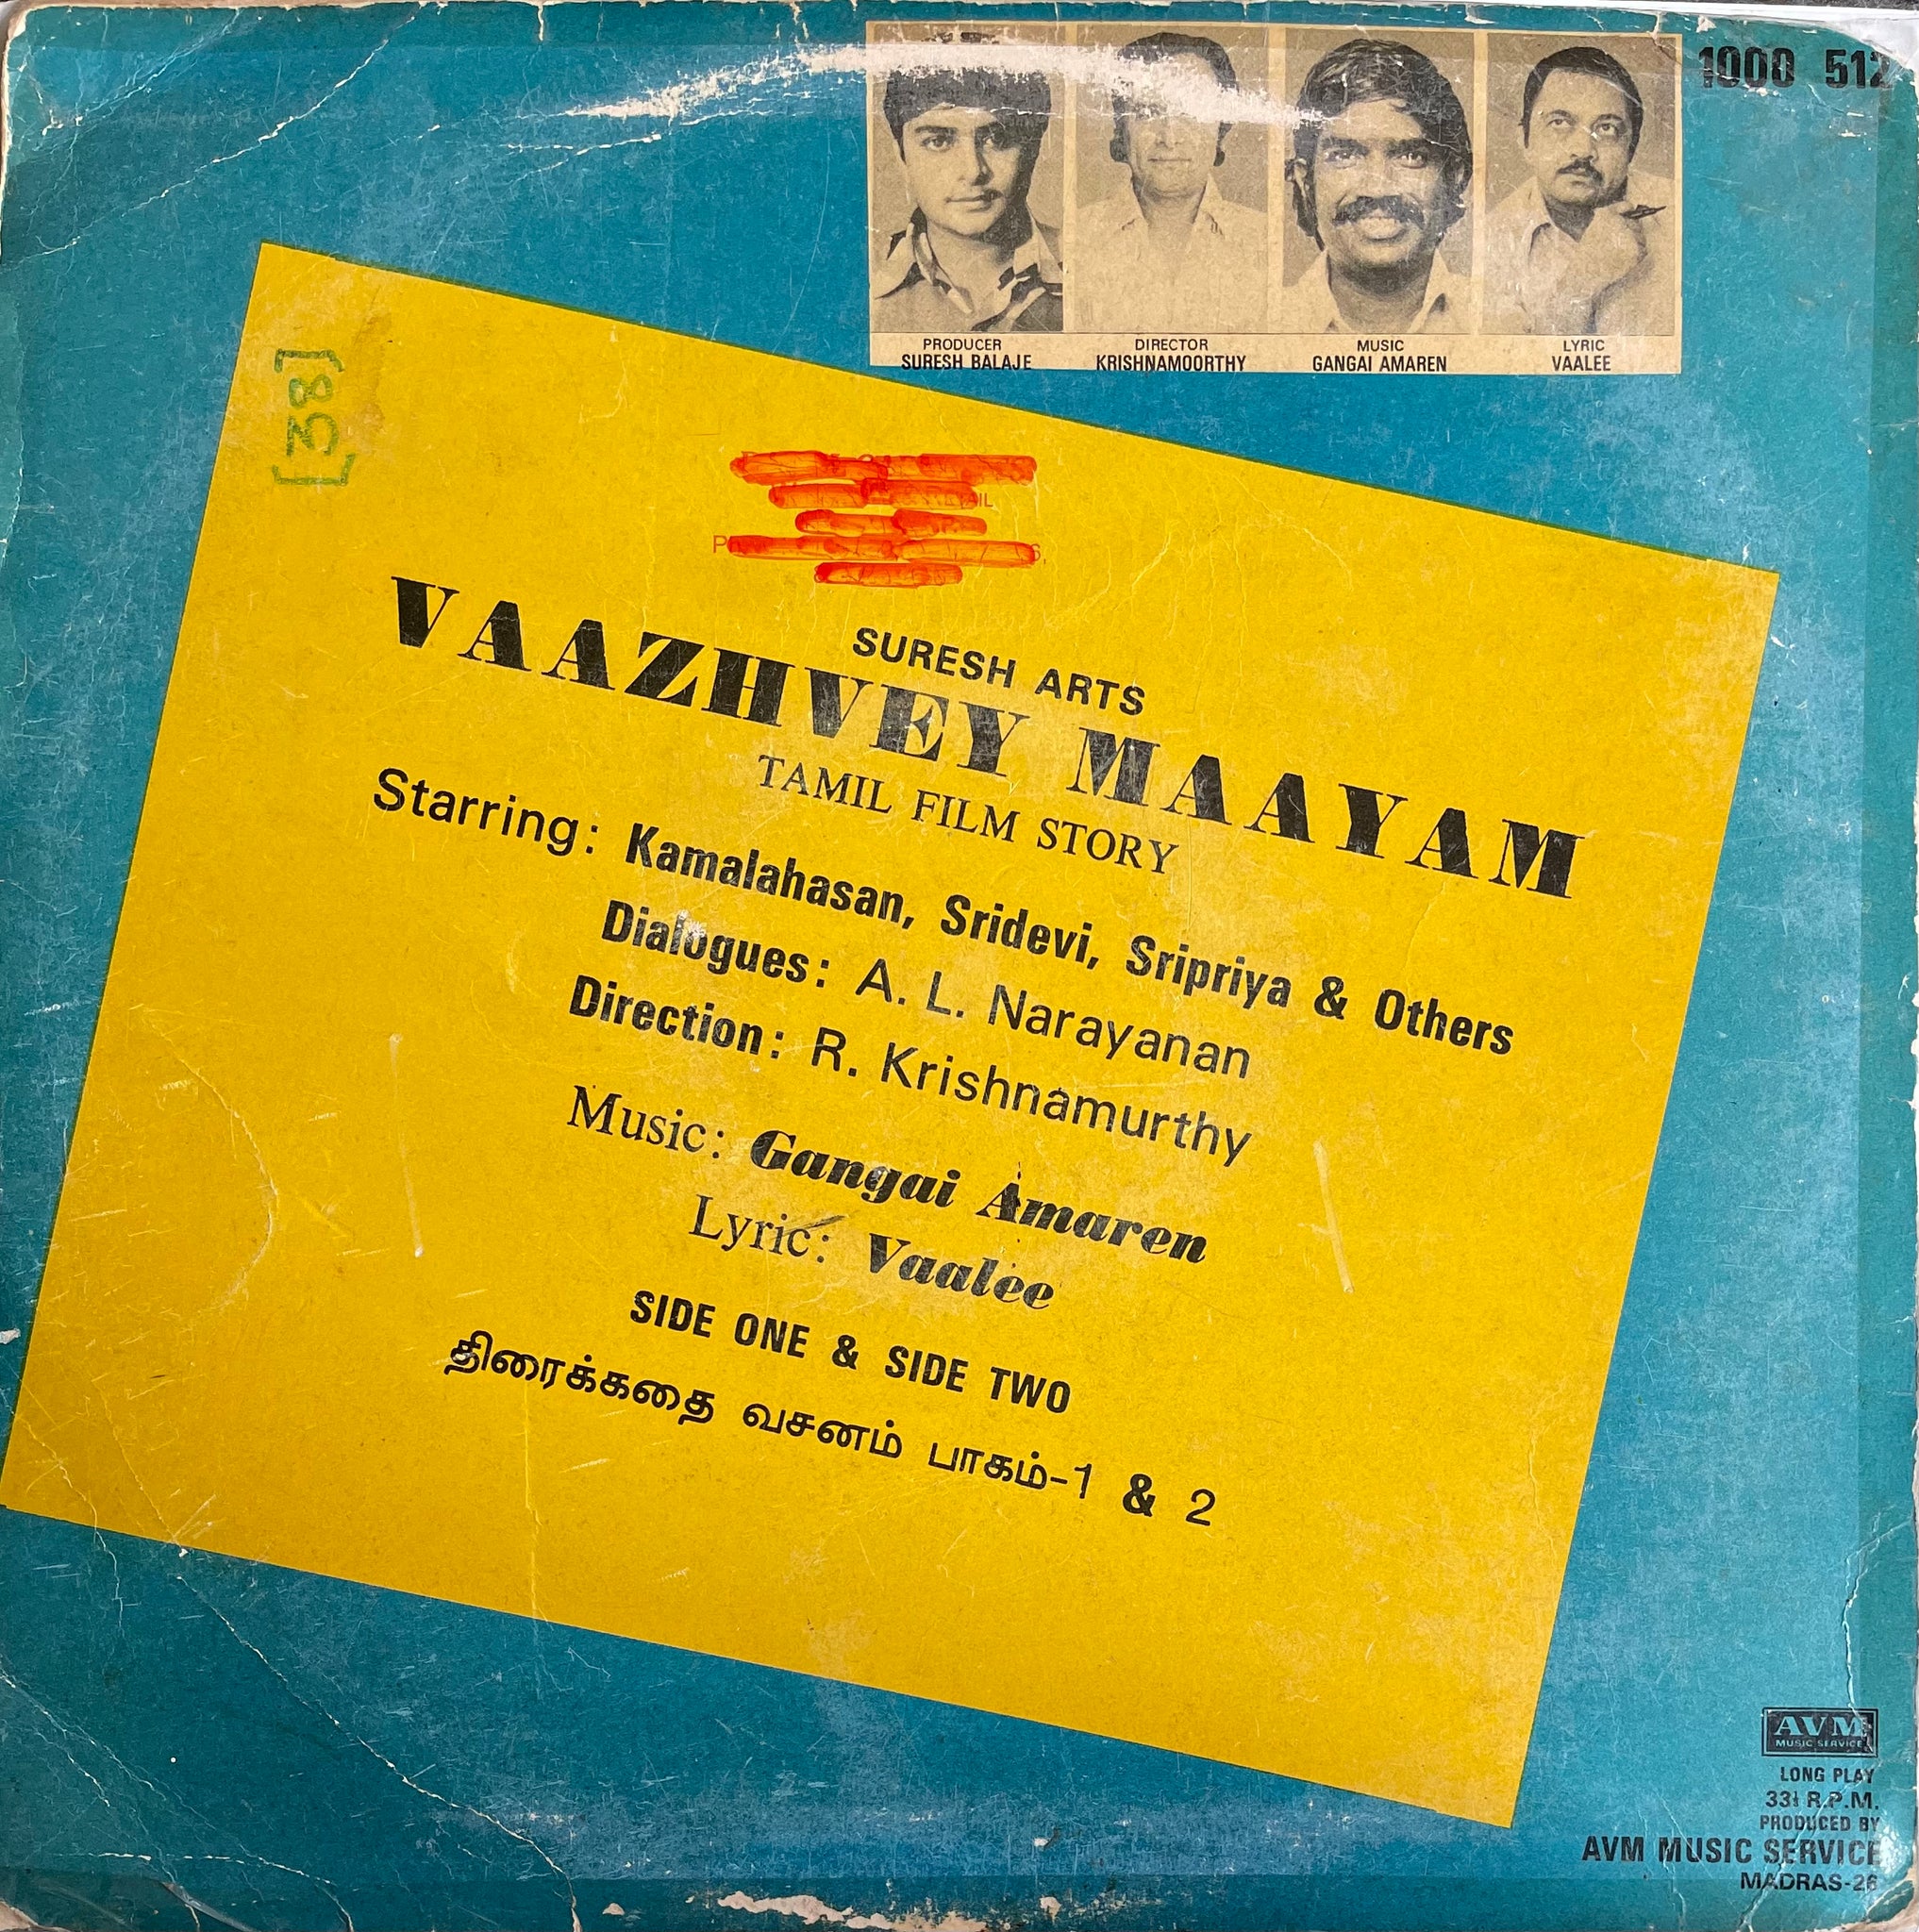 1000 512
PRODUCER
SURESH BALAJE
DIRECTOR
KRISHNAMOORTHY
MUSIC
GANGAI AMAREN
LYRIC
VAALEE
[38]
SURESH ARTS
VAAZHVEY MAAYAM
TAMIL FILM STORY
Starring: Kamalahasan, Sridevi, Sripriya & Others
Dialogues: A. L. Narayanan
Direction: R. Krishnamurthy
Music: Gangai Amaren
Lyric: Vaalee
SIDE ONE & SIDE TWO
திரைக்கதை வசனம் பாகம்-1 & 2
AVM
MUSIC SERVICE
LONG PLAY
33⅓ R.P.M.
PRODUCED BY
AVM MUSIC SERVICE
MADRAS-26